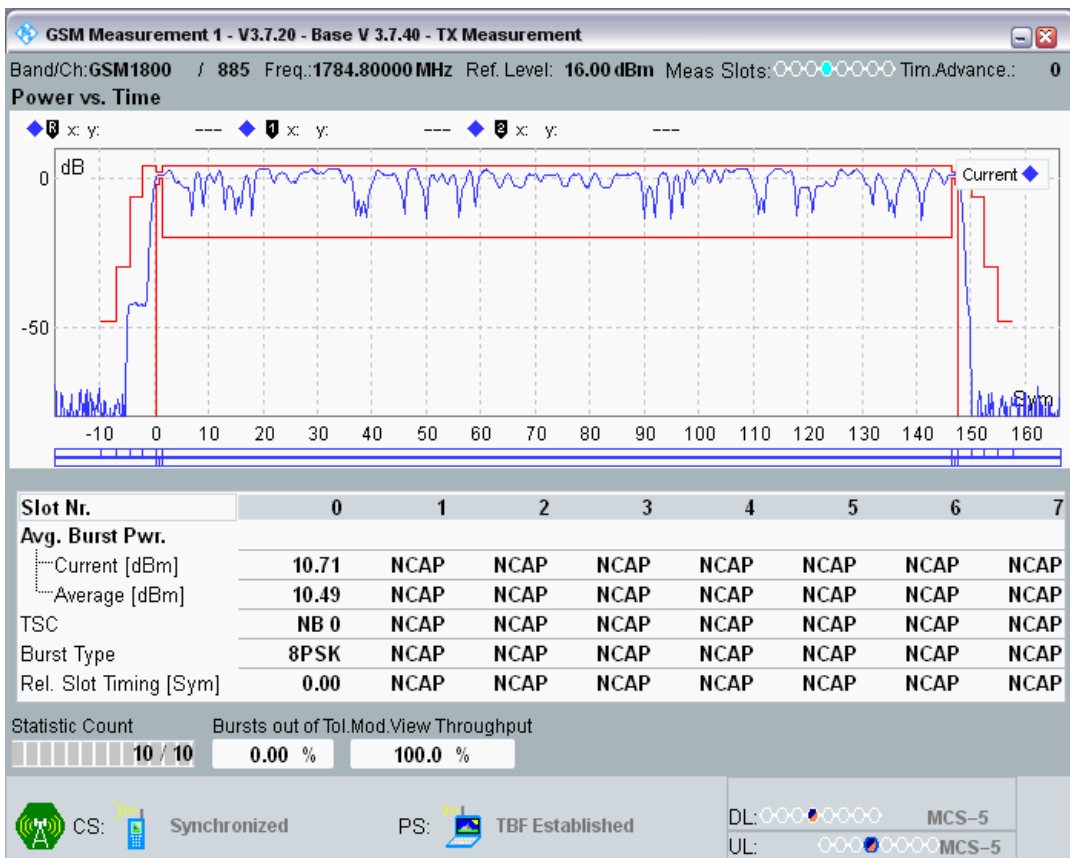 GSM Measurement 1 - V3.7.20 - Base V 3.7.40 - TX Measurement
Band/Ch:GSM1800 / 885 Freq.:1784.80000 MHz Ref. Level: 16.00 dBm Meas Slots: Tim.Advance.: 0
Power vs. Time
R x: y: --- 1 x: y: --- 2 x: y: ---
dB
Current
0
-50
Sym
-10 0 10 20 30 40 50 60 70 80 90 100 110 120 130 140 150 160
Slot Nr. 0 1 2 3 4 5 6 7
Avg. Burst Pwr.
Current [dBm] 10.71 NCAP NCAP NCAP NCAP NCAP NCAP NCAP
Average [dBm] 10.49 NCAP NCAP NCAP NCAP NCAP NCAP NCAP
TSC NB 0 NCAP NCAP NCAP NCAP NCAP NCAP NCAP
Burst Type 8PSK NCAP NCAP NCAP NCAP NCAP NCAP NCAP
Rel. Slot Timing [Sym] 0.00 NCAP NCAP NCAP NCAP NCAP NCAP NCAP
Statistic Count Bursts out of Tol. Mod.View Throughput
10 / 10 0.00 % 100.0 %
CS: Synchronized PS: TBF Established DL: MCS-5
UL: MCS-5